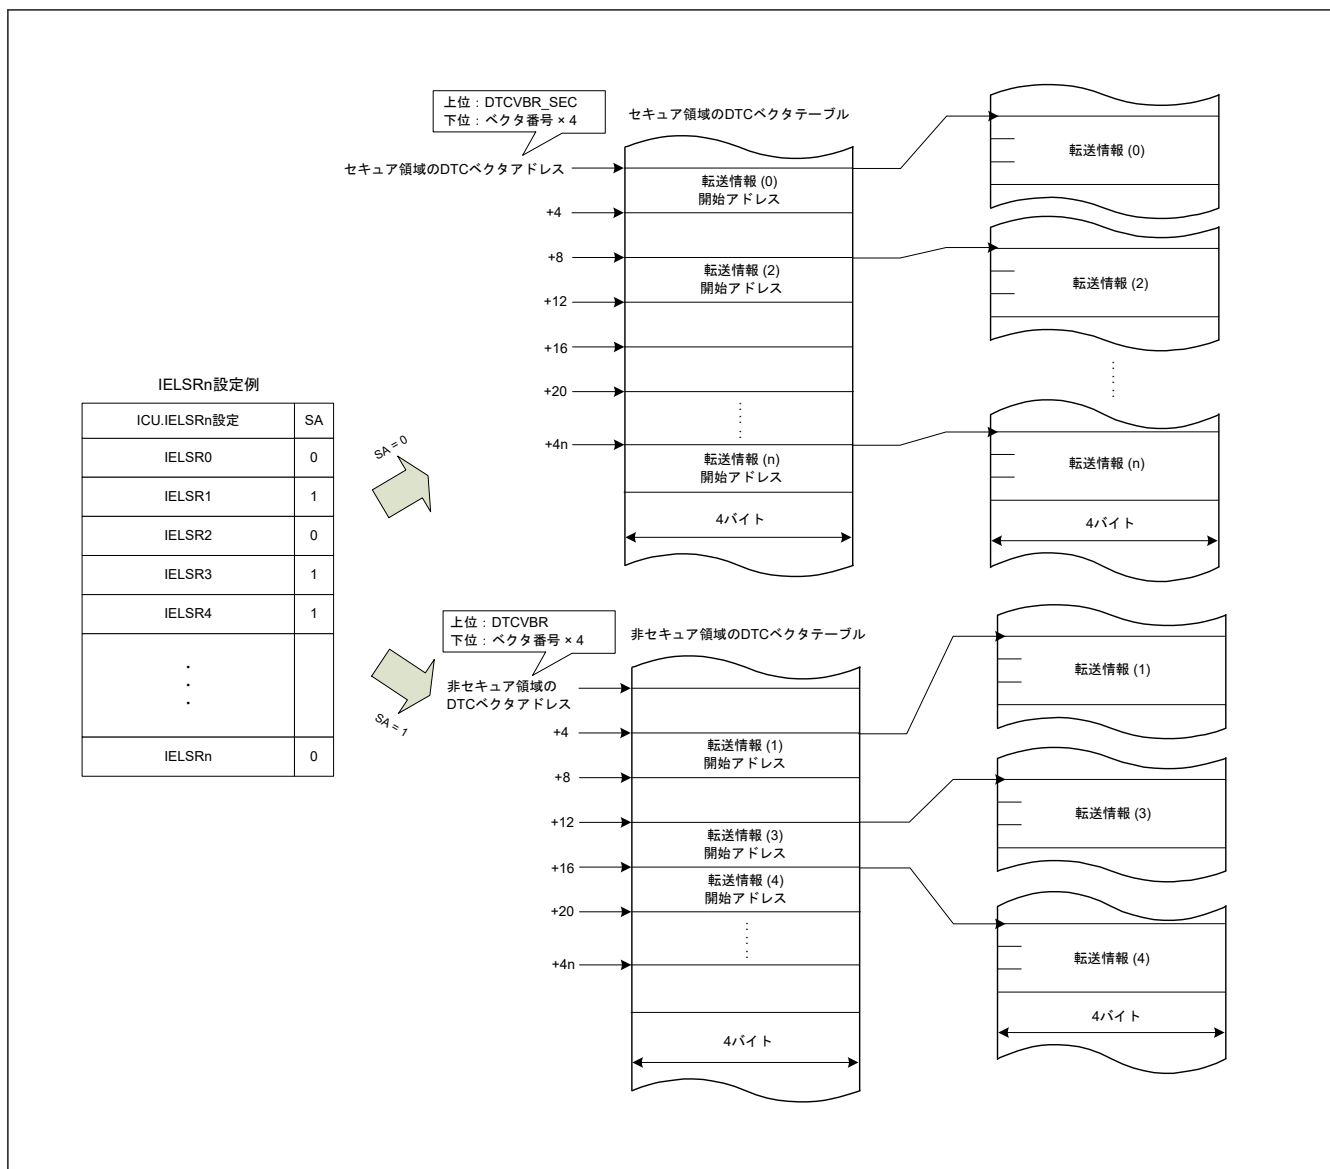 上位：DTCVBR_SEC
下位：ベクタ番号 × 4
セキュア領域のDTCベクタテーブル
セキュア領域のDTCベクタアドレス
転送情報 (0)
開始アドレス
+4
+8
転送情報 (2)
開始アドレス
+12
+16
+20
+4n
転送情報 (n)
開始アドレス
4バイト
転送情報 (0)
転送情報 (2)
転送情報 (n)
4バイト
IELSRn設定例
ICU.IELSRn設定 SA
IELSR0 0
IELSR1 1
IELSR2 0
IELSR3 1
IELSR4 1
IELSRn 0
SA = 0
SA = 1
上位：DTCVBR
下位：ベクタ番号 × 4
非セキュア領域のDTCベクタテーブル
非セキュア領域の
DTCベクタアドレス
+4
転送情報 (1)
開始アドレス
+8
+12
転送情報 (3)
開始アドレス
+16
転送情報 (4)
開始アドレス
+20
+4n
4バイト
転送情報 (1)
転送情報 (3)
転送情報 (4)
4バイト